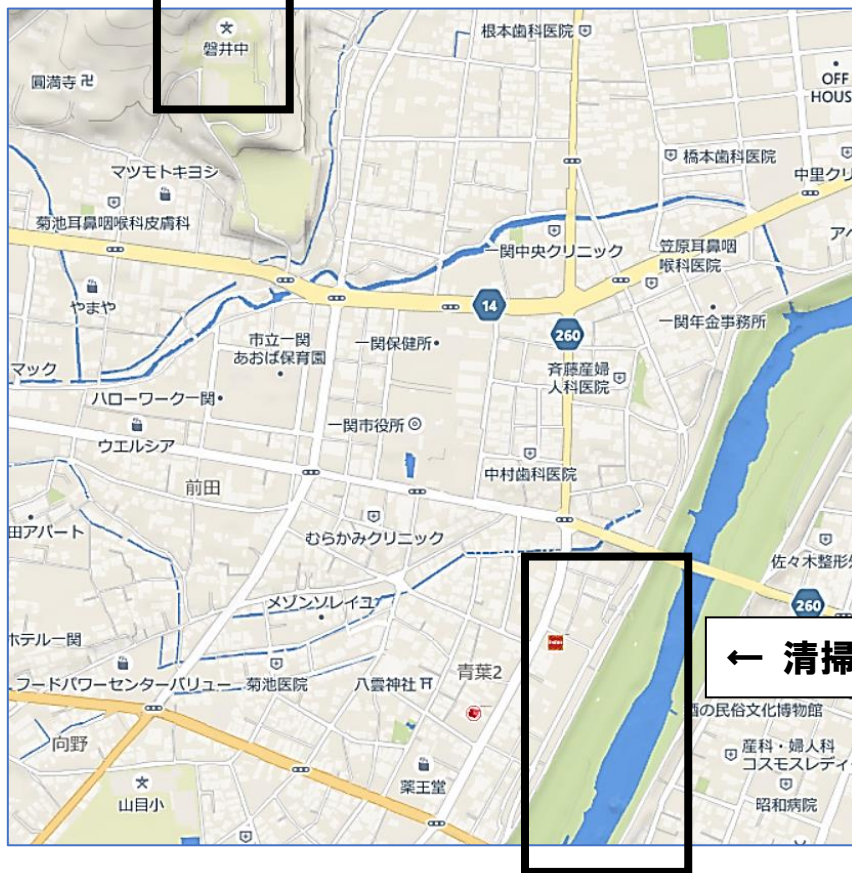 磐井中
根本歯科医院
圓満寺
OFF
HOUS
マツモトキヨシ
橋本歯科医院
中里クリ
菊池耳鼻咽喉科皮膚科
一関中央クリニック
笠原耳鼻咽
喉科医院
アベ
やまや
14
一関年金事務所
260
市立一関
あおば保育園
一関保健所
マック
斉藤産婦
人科医院
ハローワーク一関
一関市役所
ウエルシア
中村歯科医院
前田
田アパート
むらかみクリニック
佐々木整形外
メゾンソレイユ
260
ホテル一関
← 清掃
フードパワーセンターバリュー
菊池医院
八雲神社
青葉2
酒の民俗文化博物館
向野
産科・婦人科
コスモスレディ
山目小
薬王堂
昭和病院